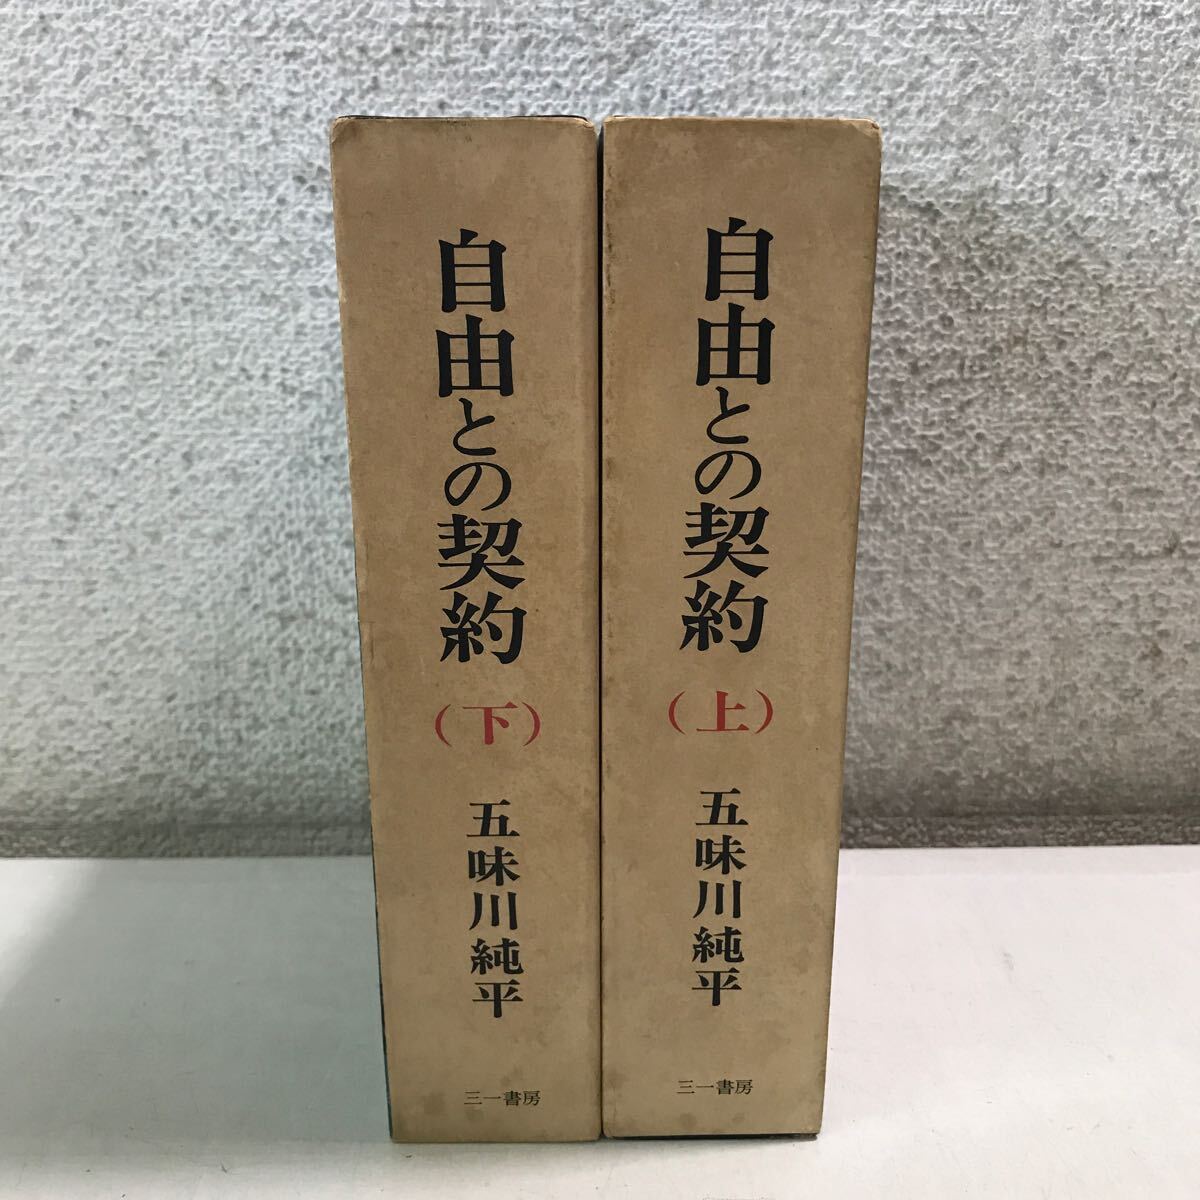 自由との契約
（上）
五味川純平
三一書房
自由との契約
（下）
五味川純平
三一書房